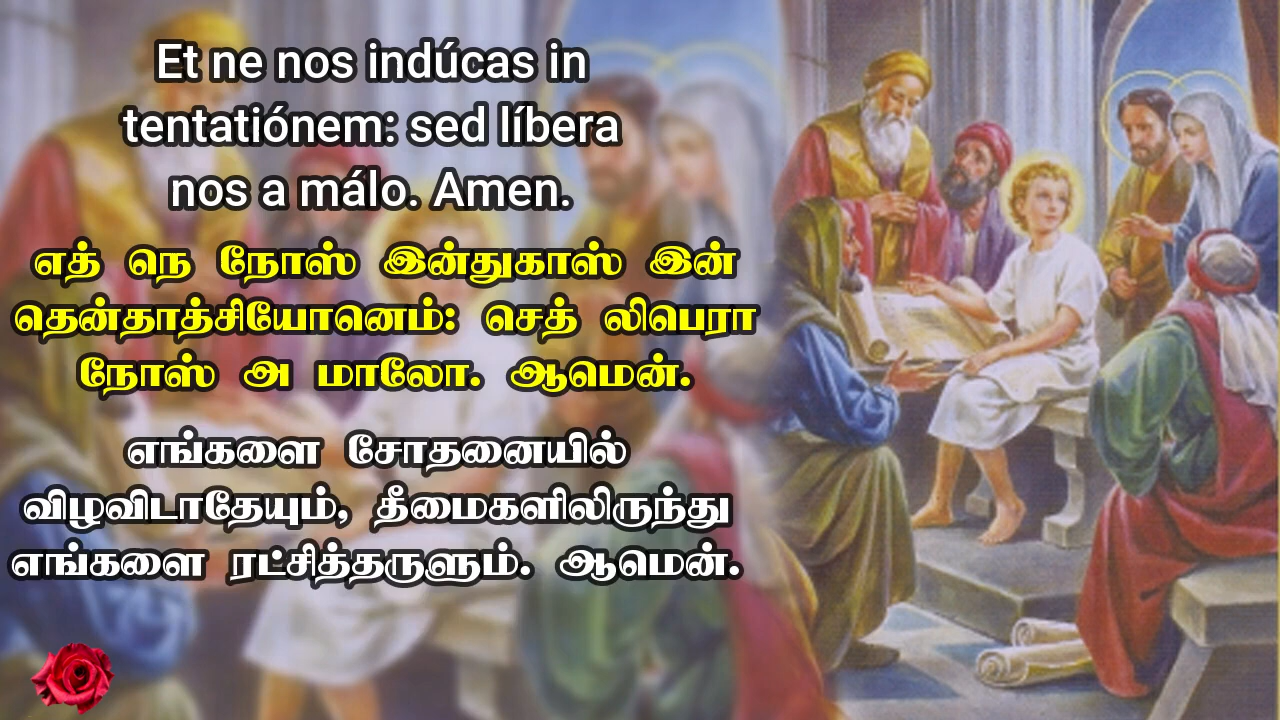 Et ne nos indúcas in
tentatiónem: sed líbera
nos a málo. Amen.
எத் நெ நோஸ் இன்துகாஸ் இன்
தென்தாத்சியோனெம்: செத் லிபெரா
நோஸ் அ மாலோ. ஆமென்.
எங்களை சோதனையில்
விழவிடாதேயும், தீமைகளிலிருந்து
எங்களை ரட்சித்தருளும். ஆமென்.